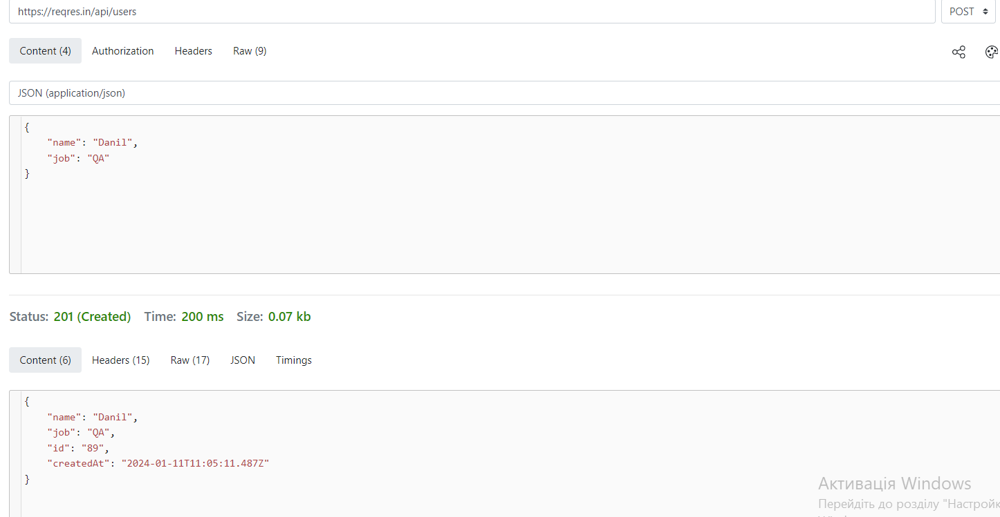 https://reqres.in/api/users POST
Content (4) Authorization Headers Raw (9)
JSON (application/json)
{
"name": "Danil",
"job": "QA"
}
Status: 201 (Created) Time: 200 ms Size: 0.07 kb
Content (6) Headers (15) Raw (17) JSON Timings
{
"name": "Danil",
"job": "QA",
"id": "89",
"createdAt": "2024-01-11T11:05:11.487Z"
}
Активація Windows
Перейдіть до розділу "Настройк